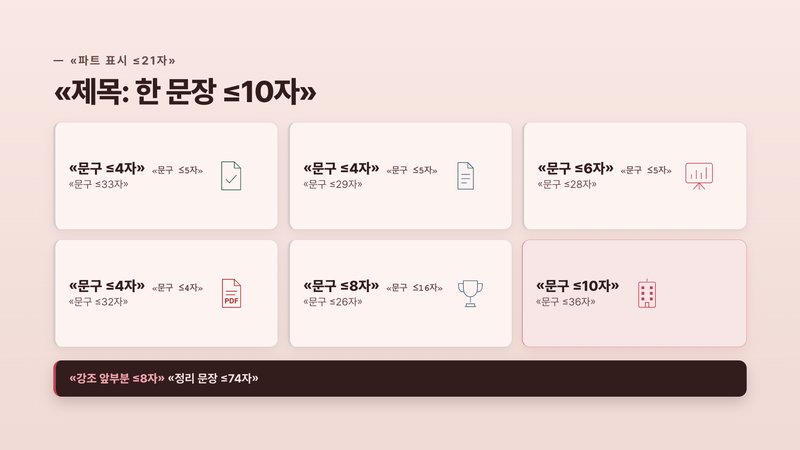 — «파트 표시 ≤21자»
«제목: 한 문장 ≤10자»
«문구 ≤4자» «문구 ≤5자»
«문구 ≤33자»
«문구 ≤4자» «문구 ≤5자»
«문구 ≤29자»
«문구 ≤6자» «문구 ≤5자»
«문구 ≤28자»
«문구 ≤4자» «문구 ≤4자»
«문구 ≤32자»
PDF
«문구 ≤8자» «문구 ≤16자»
«문구 ≤26자»
«문구 ≤10자»
«문구 ≤36자»
«강조 앞부분 ≤8자» «정리 문장 ≤74자»